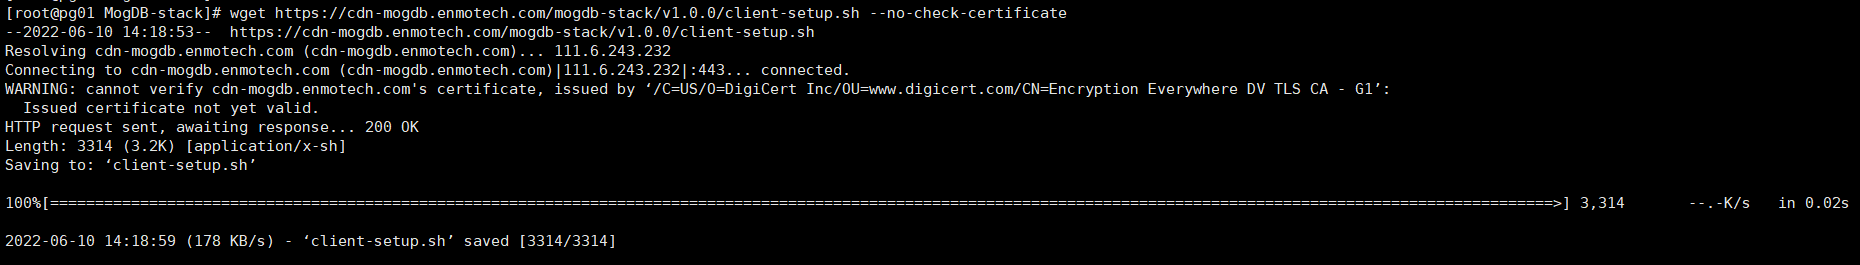 [root@pg01 MogDB-stack]# wget https://cdn-mogdb.enmotech.com/mogdb-stack/v1.0.0/client-setup.sh --no-check-certificate
--2022-06-10 14:18:53--  https://cdn-mogdb.enmotech.com/mogdb-stack/v1.0.0/client-setup.sh
Resolving cdn-mogdb.enmotech.com (cdn-mogdb.enmotech.com)... 111.6.243.232
Connecting to cdn-mogdb.enmotech.com (cdn-mogdb.enmotech.com)|111.6.243.232|:443... connected.
WARNING: cannot verify cdn-mogdb.enmotech.com's certificate, issued by ‘/C=US/O=DigiCert Inc/OU=www.digicert.com/CN=Encryption Everywhere DV TLS CA - G1’:
  Issued certificate not yet valid.
HTTP request sent, awaiting response... 200 OK
Length: 3314 (3.2K) [application/x-sh]
Saving to: ‘client-setup.sh’
100%[=======================================================================================================================================================================>] 3,314       --.-K/s   in 0.02s
2022-06-10 14:18:59 (178 KB/s) - ‘client-setup.sh’ saved [3314/3314]